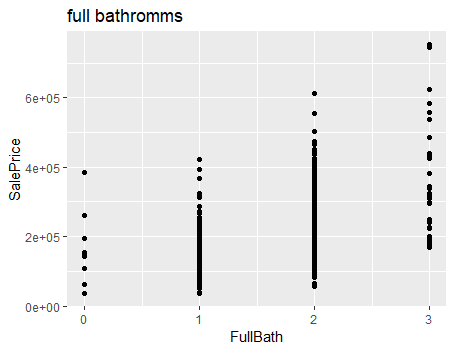 full bathromms
SalePrice
6e+05
4e+05
2e+05
0e+00
0 1 2 3
FullBath